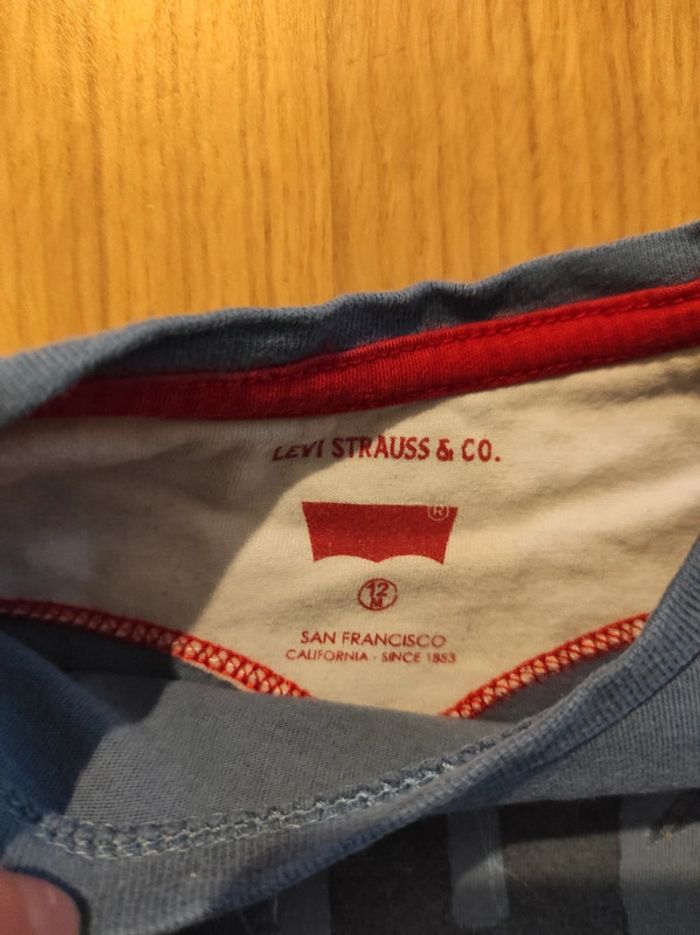 LEVI STRAUSS & CO.
®
12
M
SAN FRANCISCO
CALIFORNIA - SINCE 1853